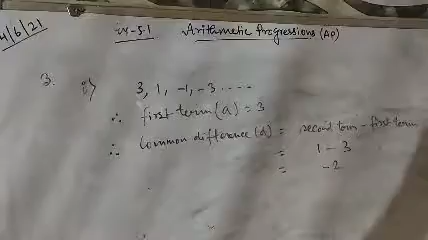 4/6/21
ex-5.1 Arithmetic Progressions (AP)
3. i) 3, 1, -1, -3 ....
∴ first term (a) = 3
∴ Common difference (d) = second term - first term
= 1 - 3
= -2